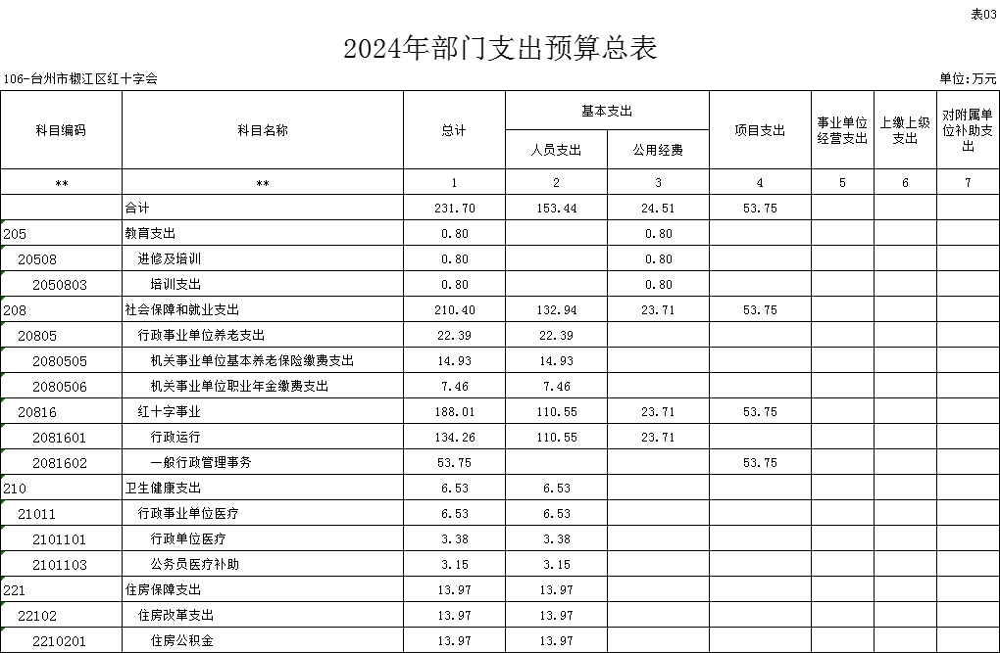 表03
2024年部门支出预算总表
106-台州市椒江区红十字会 单位:万元
科目编码 科目名称 总计 基本支出 项目支出 事业单位经营支出 上缴上级支出 对附属单位补助支出
人员支出 公用经费
** ** 1 2 3 4 5 6 7
合计 231.70 153.44 24.51 53.75
205 教育支出 0.80 0.80
20508 进修及培训 0.80 0.80
2050803 培训支出 0.80 0.80
208 社会保障和就业支出 210.40 132.94 23.71 53.75
20805 行政事业单位养老支出 22.39 22.39
2080505 机关事业单位基本养老保险缴费支出 14.93 14.93
2080506 机关事业单位职业年金缴费支出 7.46 7.46
20816 红十字事业 188.01 110.55 23.71 53.75
2081601 行政运行 134.26 110.55 23.71
2081602 一般行政管理事务 53.75 53.75
210 卫生健康支出 6.53 6.53
21011 行政事业单位医疗 6.53 6.53
2101101 行政单位医疗 3.38 3.38
2101103 公务员医疗补助 3.15 3.15
221 住房保障支出 13.97 13.97
22102 住房改革支出 13.97 13.97
2210201 住房公积金 13.97 13.97